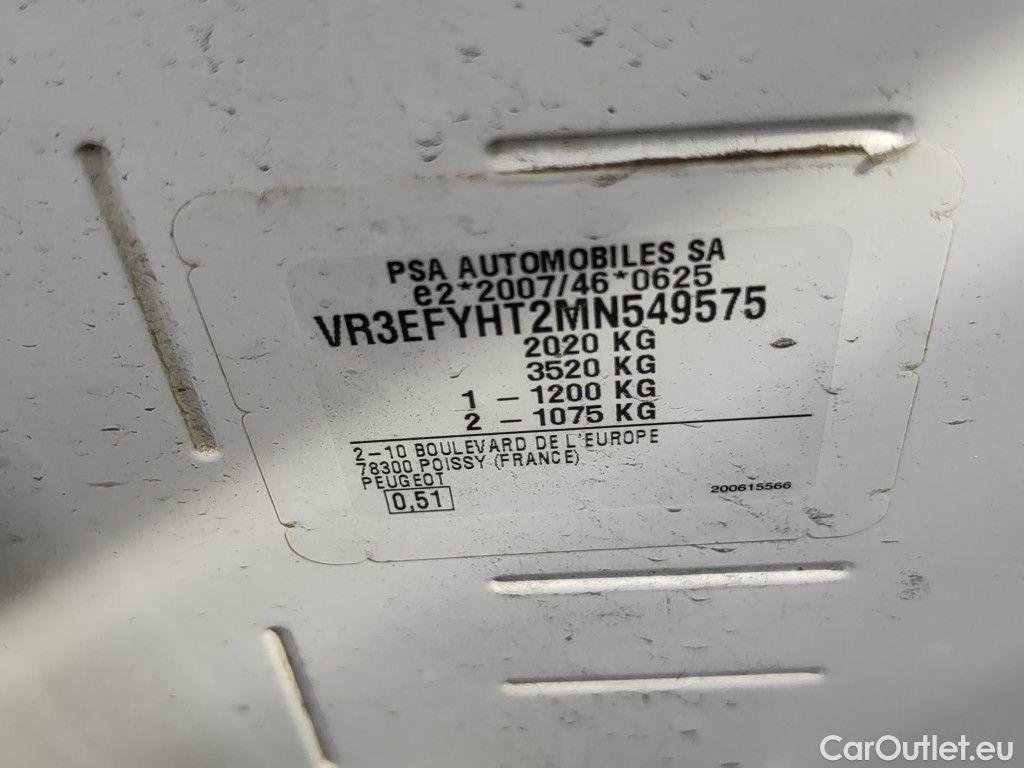 PSA AUTOMOBILES SA
e2*2007/46*0625
VR3EFYHT2MN549575
2020 KG
3520 KG
1 - 1200 KG
2 - 1075 KG
2-10 BOULEVARD DE L'EUROPE
78300 POISSY (FRANCE)
PEUGEOT
0,51
200615566
CarOutlet.eu